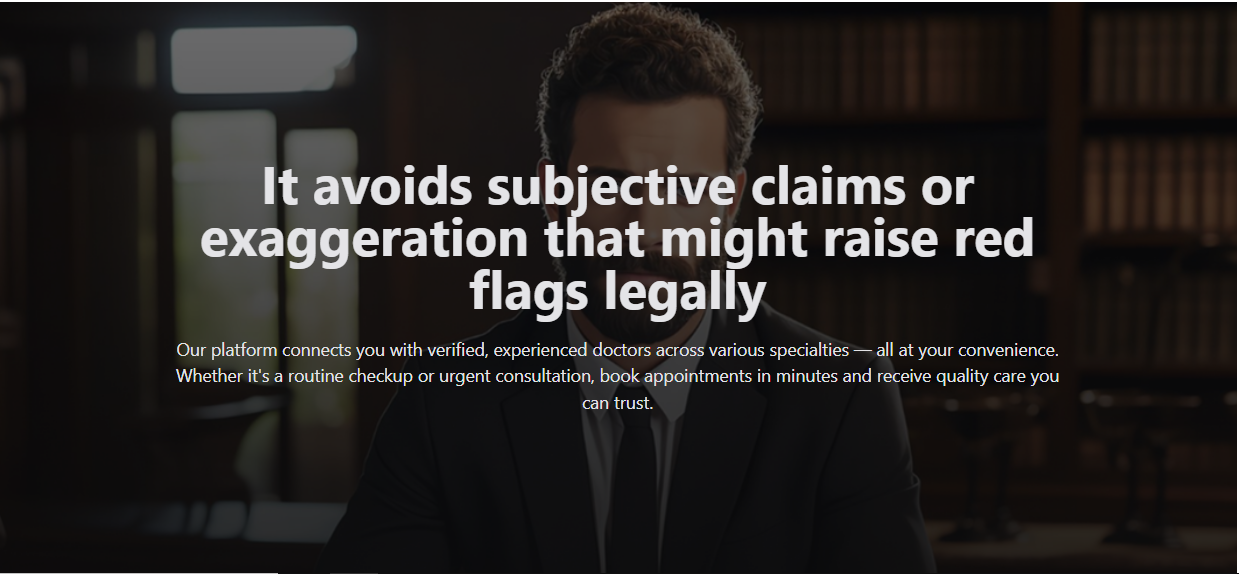 It avoids subjective claims or
exaggeration that might raise red
flags legally
Our platform connects you with verified, experienced doctors across various specialties — all at your convenience.
Whether it's a routine checkup or urgent consultation, book appointments in minutes and receive quality care you
can trust.